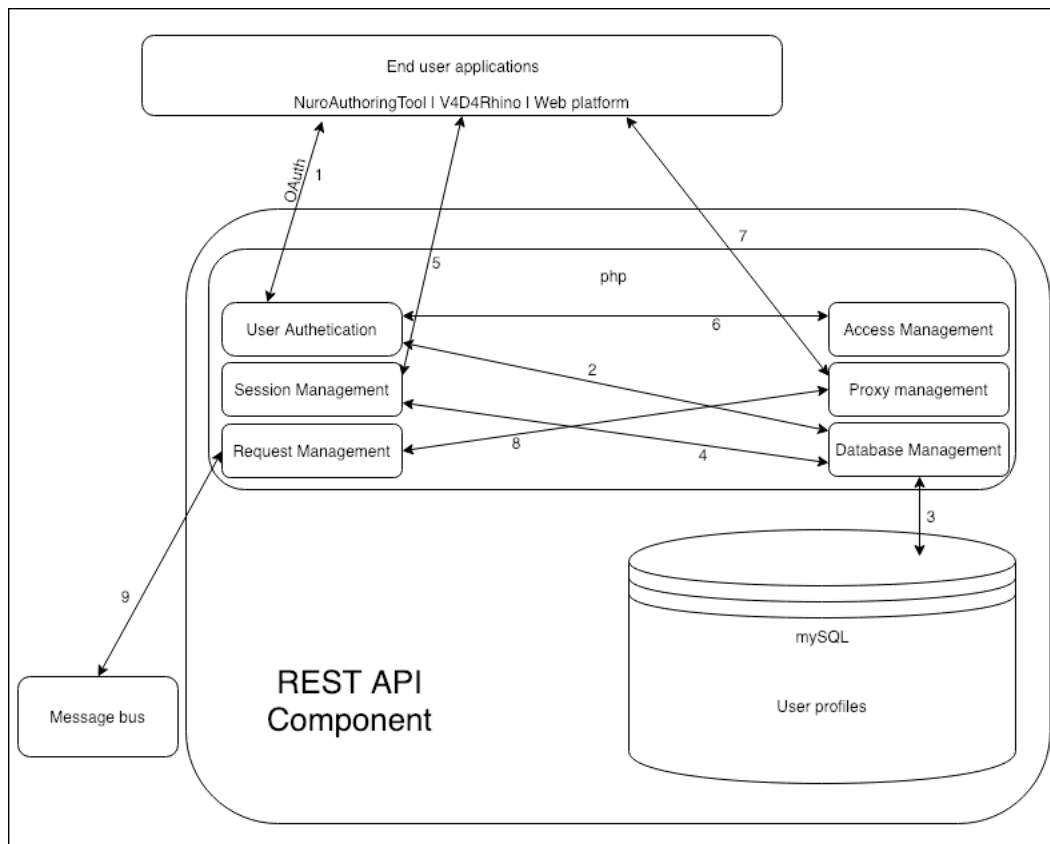 End user applications
NuroAuthoringTool I V4D4Rhino I Web platform
OAuth
1
5
7
php
User Authetication
6
Access Management
Session Management
2
Proxy management
Request Management
8
4
Database Management
3
9
mySQL
REST API
Component
User profiles
Message bus